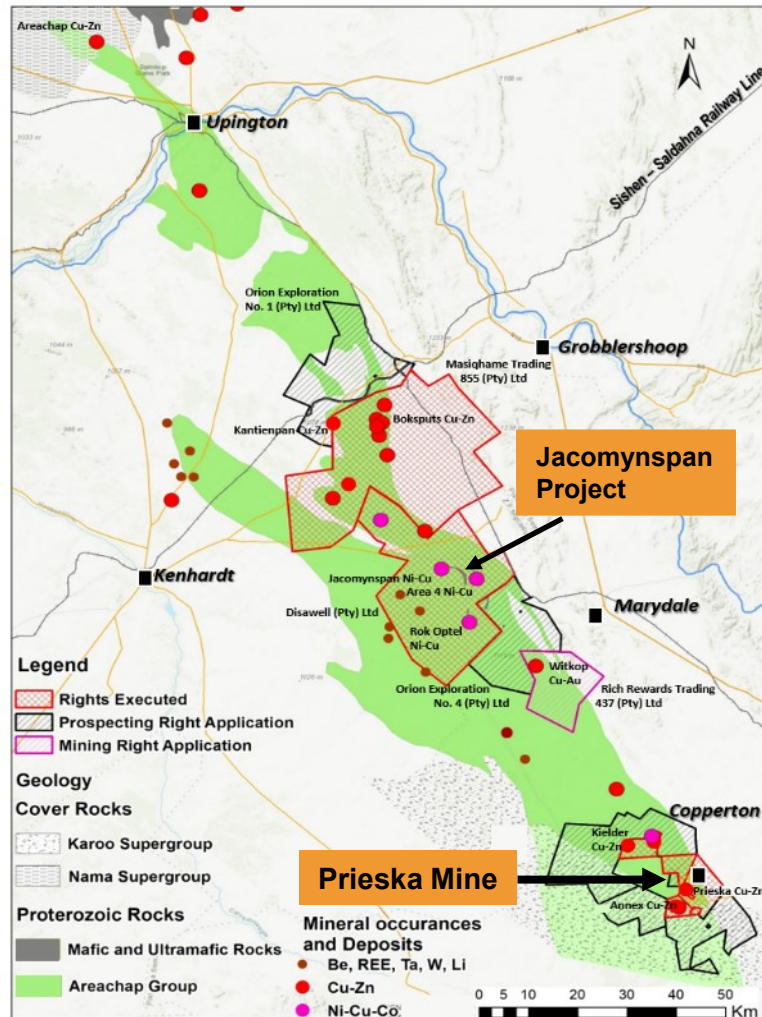 Areachap Cu-Zn
N
Upington
Sishen – Saldahna Railway Line
Orion Exploration
No. 1 (Pty) Ltd
Grobblershoop
Masiqhame Trading
855 (Pty) Ltd
Kantienpan Cu-Zn
Boksputs Cu-Zn
Jacomynspan
Project
Kenhardt
Jacomynspan Ni-Cu
Area 4 Ni-Cu
Disawell (Pty) Ltd
Rok Optel
Ni-Cu
Marydale
Witkop
Cu-Au
Orion Exploration
No. 4 (Pty) Ltd
Rich Rewards Trading
437 (Pty) Ltd
Legend
Rights Executed
Prospecting Right Application
Mining Right Application
Geology
Cover Rocks
Karoo Supergroup
Nama Supergroup
Proterozoic Rocks
Mafic and Ultramafic Rocks
Areachap Group
Copperton
Kielder
Cu-Zn
Prieska Mine
Prieska Cu-Zn
Annex Cu-Zn
Mineral occurances
and Deposits
Be, REE, Ta, W, Li
Cu-Zn
Ni-Cu-Co
0 5 10 20 30 40 50
Km